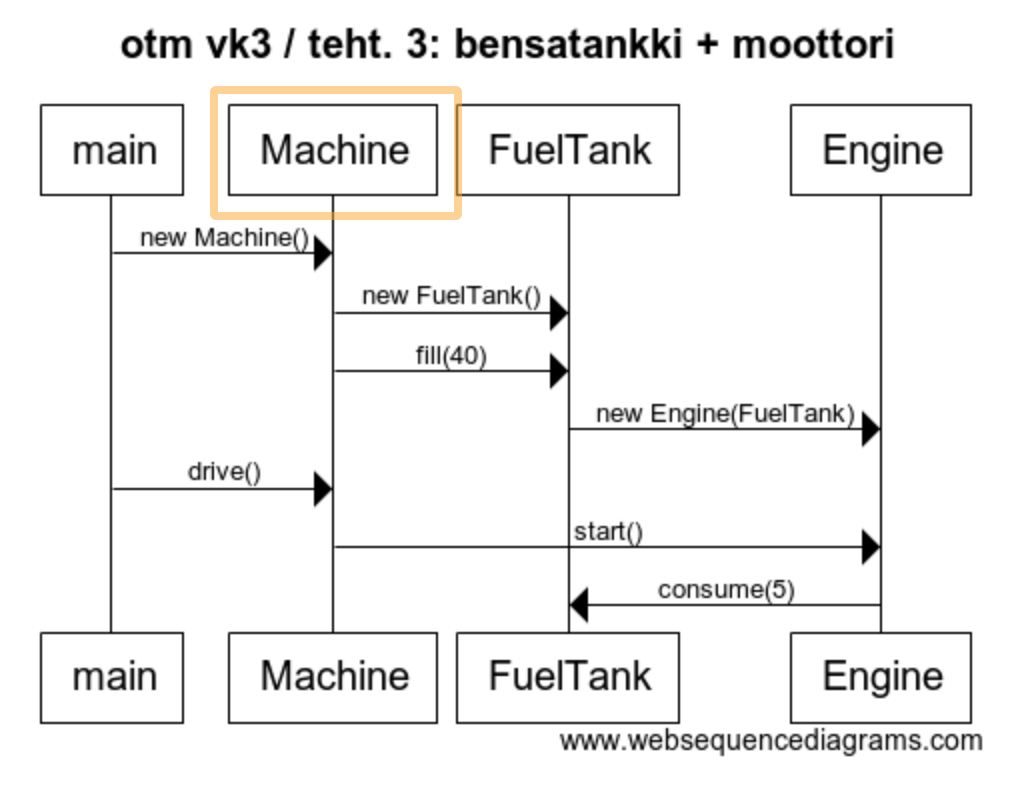 otm vk3 / teht. 3: bensatankki + moottori
main Machine FuelTank Engine
new Machine()
new FuelTank()
fill(40)
new Engine(FuelTank)
drive()
start()
consume(5)
main Machine FuelTank Engine
www.websequencediagrams.com